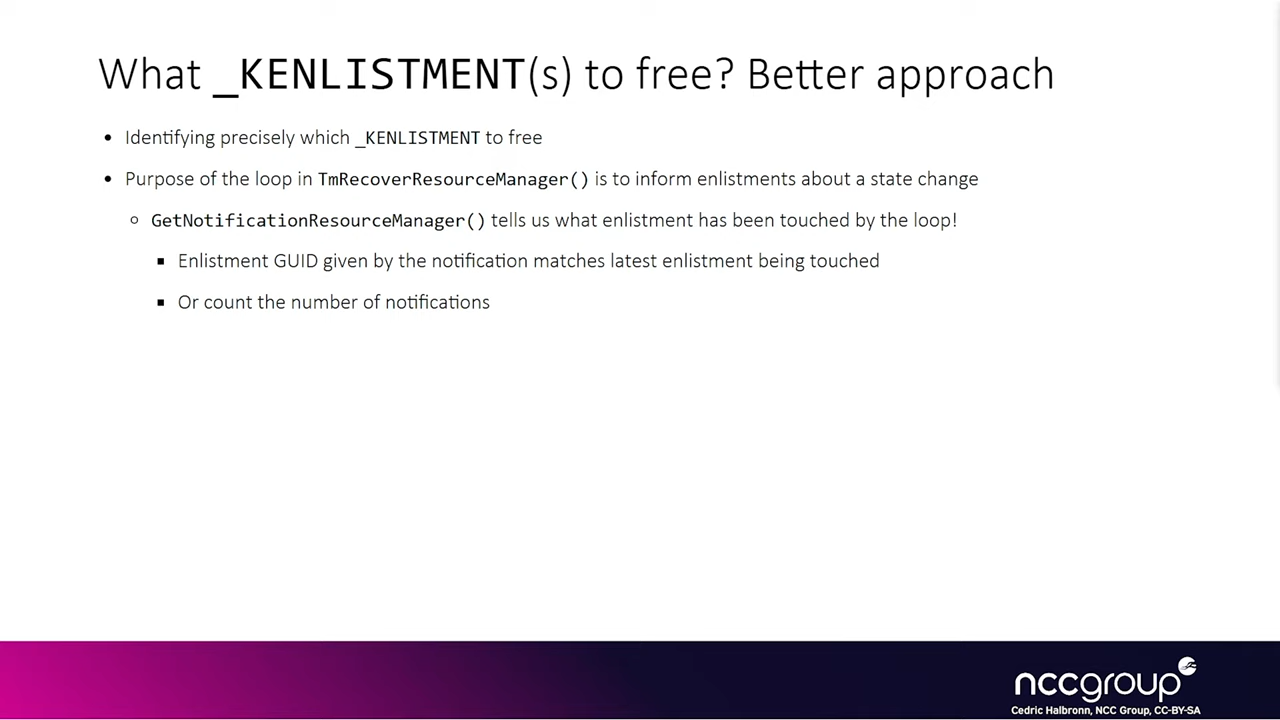 What _KENLISTMENT(s) to free? Better approach
• Identifying precisely which _KENLISTMENT to free
• Purpose of the loop in TmRecoverResourceManager() is to inform enlistments about a state change
○ GetNotificationResourceManager() tells us what enlistment has been touched by the loop!
▪ Enlistment GUID given by the notification matches latest enlistment being touched
▪ Or count the number of notifications
nccgroup
Cedric Halbronn, NCC Group, CC-BY-SA